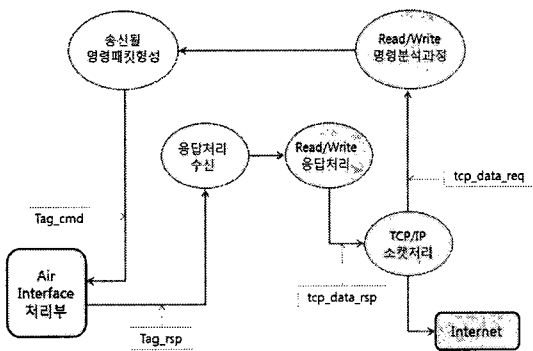 송신될
명령패킷형성
Read/Write
명령분석과정
응답처리
수신
Read/Write
응답처리
tcp_data_req
Tag_cmd
TCP/IP
소켓처리
Air
Interface
처리부
tcp_data_rsp
Tag_rsp
Internet